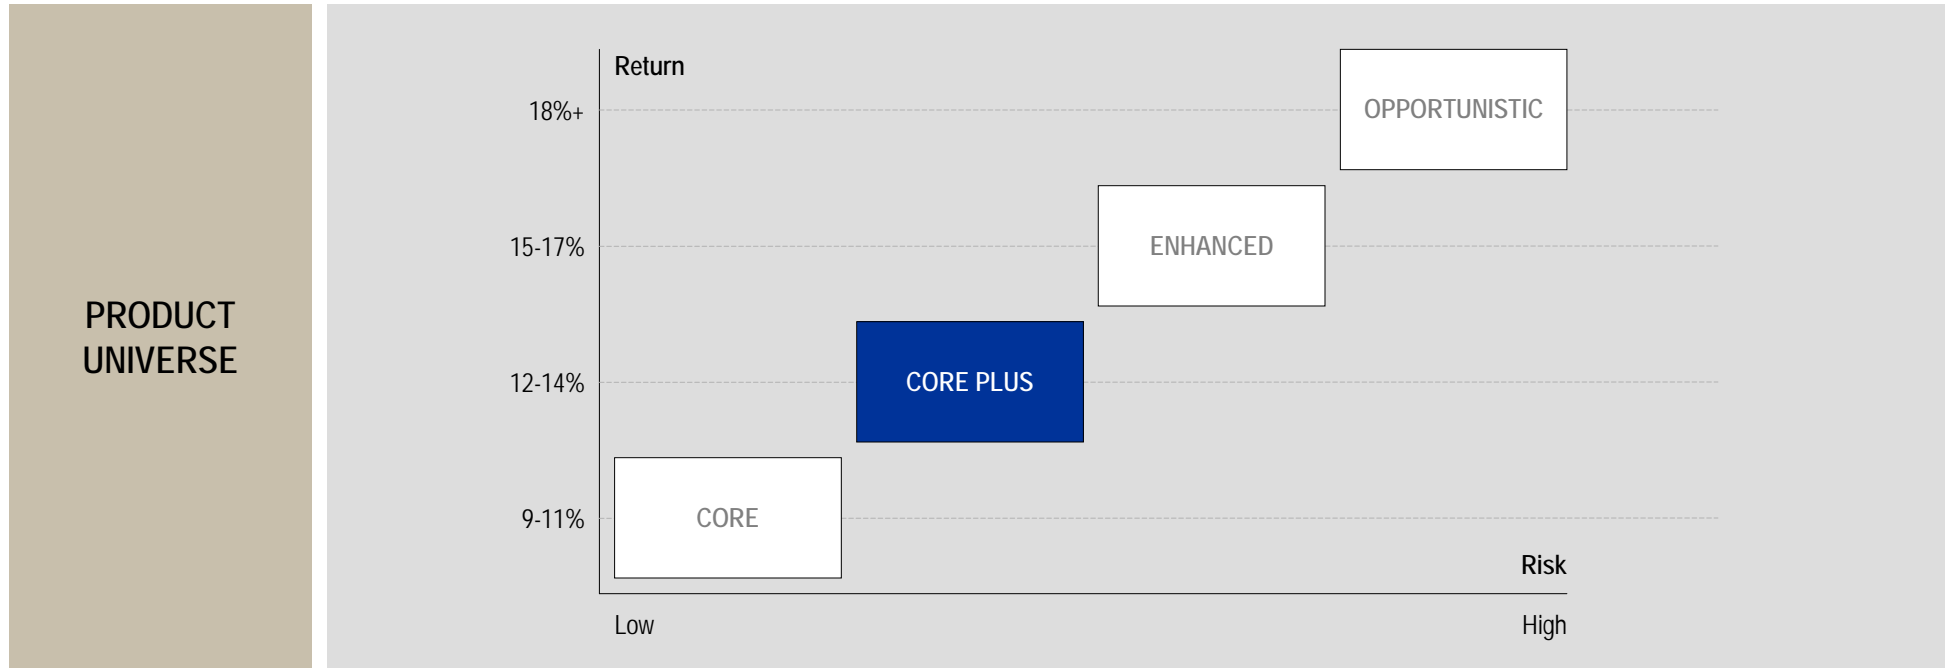 PRODUCT
UNIVERSE
Return
18%+
OPPORTUNISTIC
15-17%
ENHANCED
12-14%
CORE PLUS
9-11%
CORE
Risk
Low
High